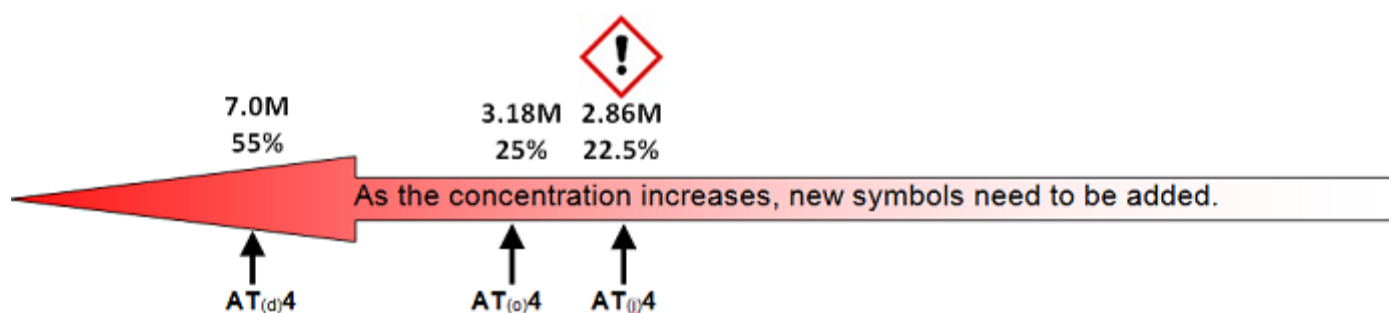 7.0M 3.18M 2.86M
55% 25% 22.5%
As the concentration increases, new symbols need to be added.
AT(d)4 AT(o)4 AT(i)4